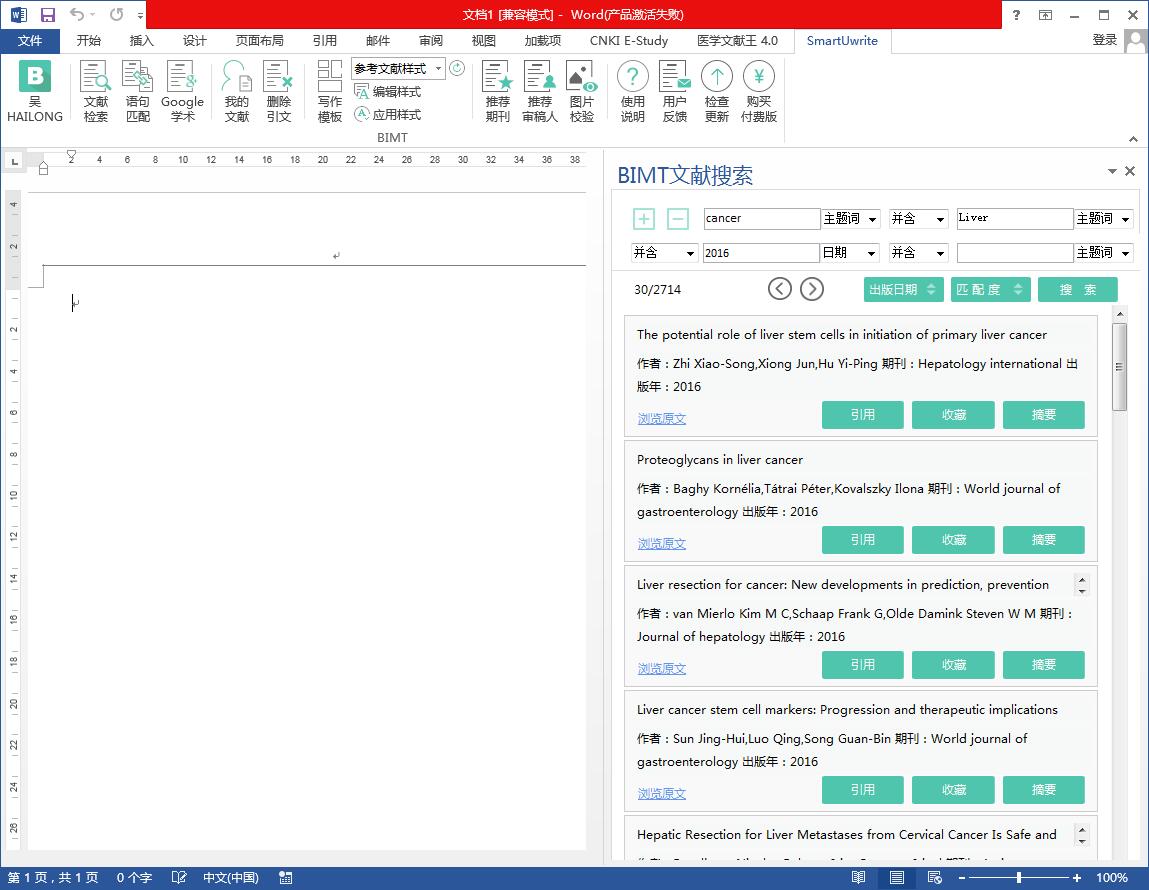 文档1 [兼容模式] - Word(产品激活失败)
文件 开始 插入 设计 页面布局 引用 邮件 审阅 视图 加载项 CNKI E-Study 医学文献王 4.0 SmartUwrite 登录
B
吴
HAILONG
文献
检索
语句
匹配
Google
学术
我的
文献
删除
引文
写作
模板
参考文献样式
编辑样式
应用样式
推荐
期刊
推荐
审稿人
图片
校验
使用
说明
用户
反馈
检查
更新
购买
付费版
BIMT
2 4 6 8 10 12 14 16 18 20 22 24 26 28 30 32 34 36 38
4
2
2
4
6
8
10
12
14
16
18
20
22
24
26
BIMT文献搜索
cancer 主题词 并含 Liver 主题词
并含 2016 日期 并含 主题词
30/2714 出版日期 匹配度 搜 索
The potential role of liver stem cells in initiation of primary liver cancer
作者：Zhi Xiao-Song,Xiong Jun,Hu Yi-Ping 期刊：Hepatology international 出
版年：2016
浏览原文 引用 收藏 摘要
Proteoglycans in liver cancer
作者：Baghy Kornélia,Tátrai Péter,Kovalszky Ilona 期刊：World journal of
gastroenterology 出版年：2016
浏览原文 引用 收藏 摘要
Liver resection for cancer: New developments in prediction, prevention
作者：van Mierlo Kim M C,Schaap Frank G,Olde Damink Steven W M 期刊：
Journal of hepatology 出版年：2016
浏览原文 引用 收藏 摘要
Liver cancer stem cell markers: Progression and therapeutic implications
作者：Sun Jing-Hui,Luo Qing,Song Guan-Bin 期刊：World journal of
gastroenterology 出版年：2016
浏览原文 引用 收藏 摘要
Hepatic Resection for Liver Metastases from Cervical Cancer Is Safe and
第 1 页，共 1 页 0 个字 中文(中国) 100%